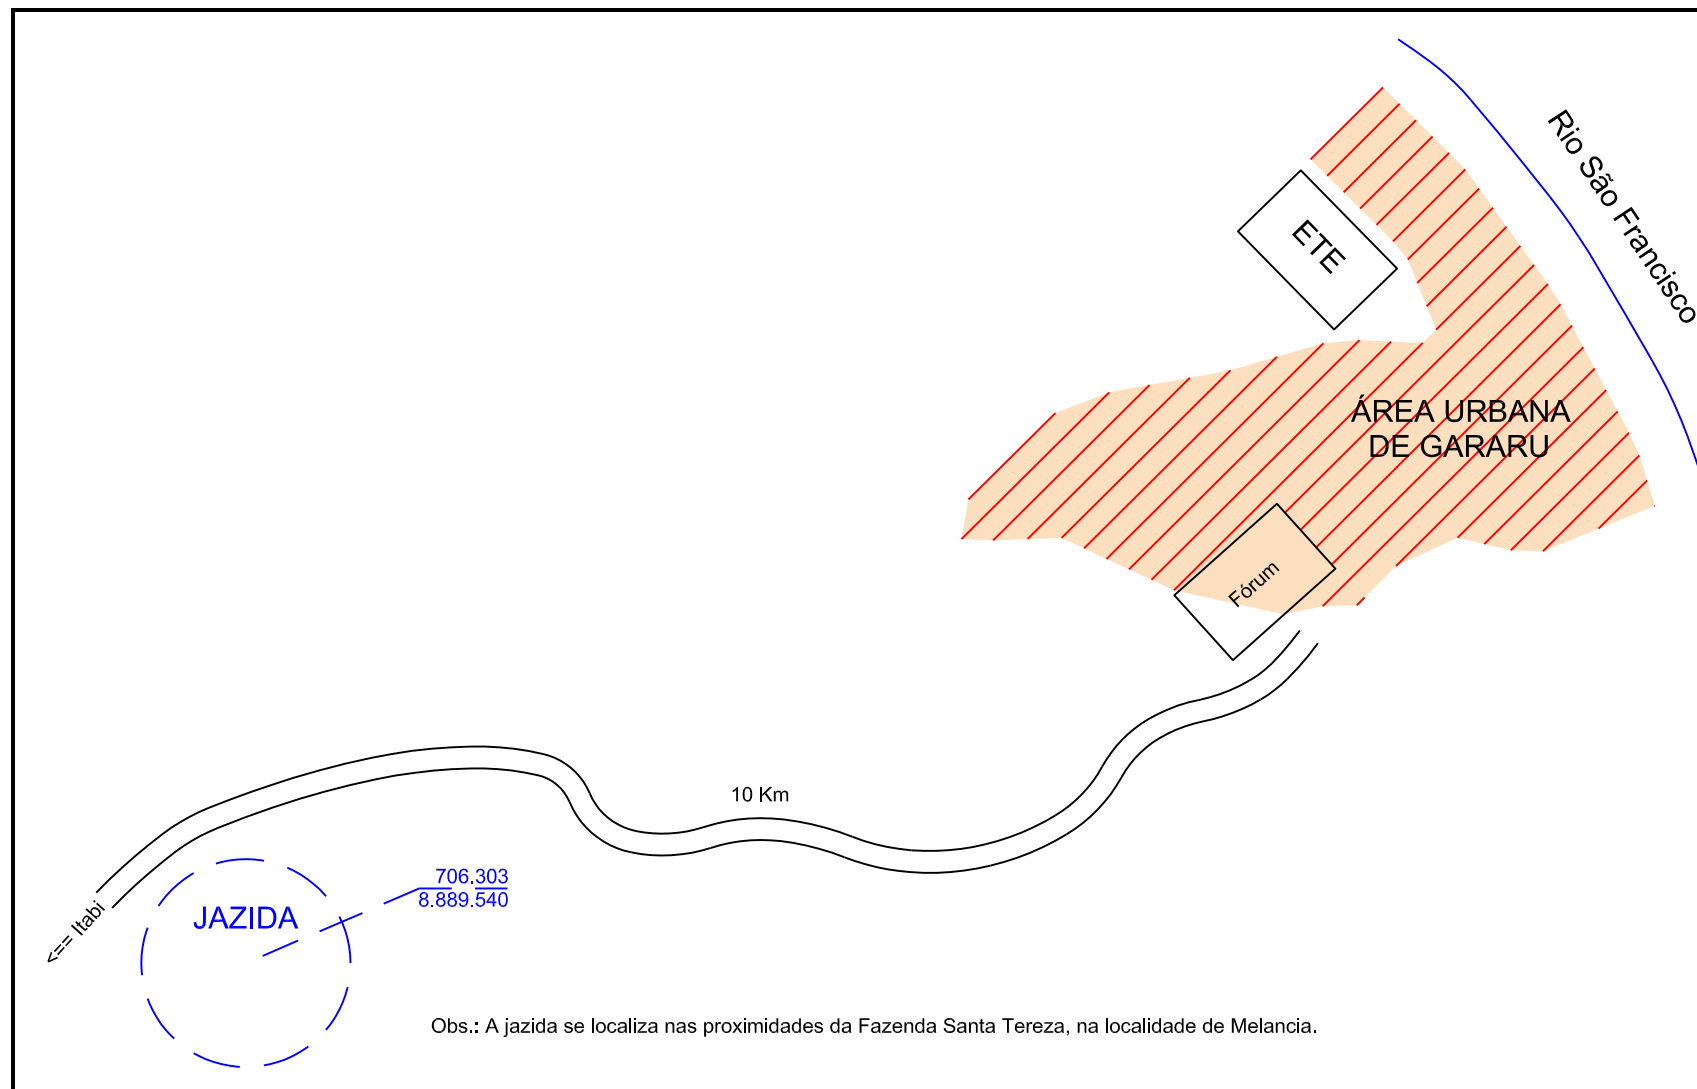 Rio São Francisco
ETE
ÁREA URBANA
DE GARARU
Fórum
10 Km
706.303
8.889.540
JAZIDA
<== Itabi
Obs.: A jazida se localiza nas proximidades da Fazenda Santa Tereza, na localidade de Melancia.